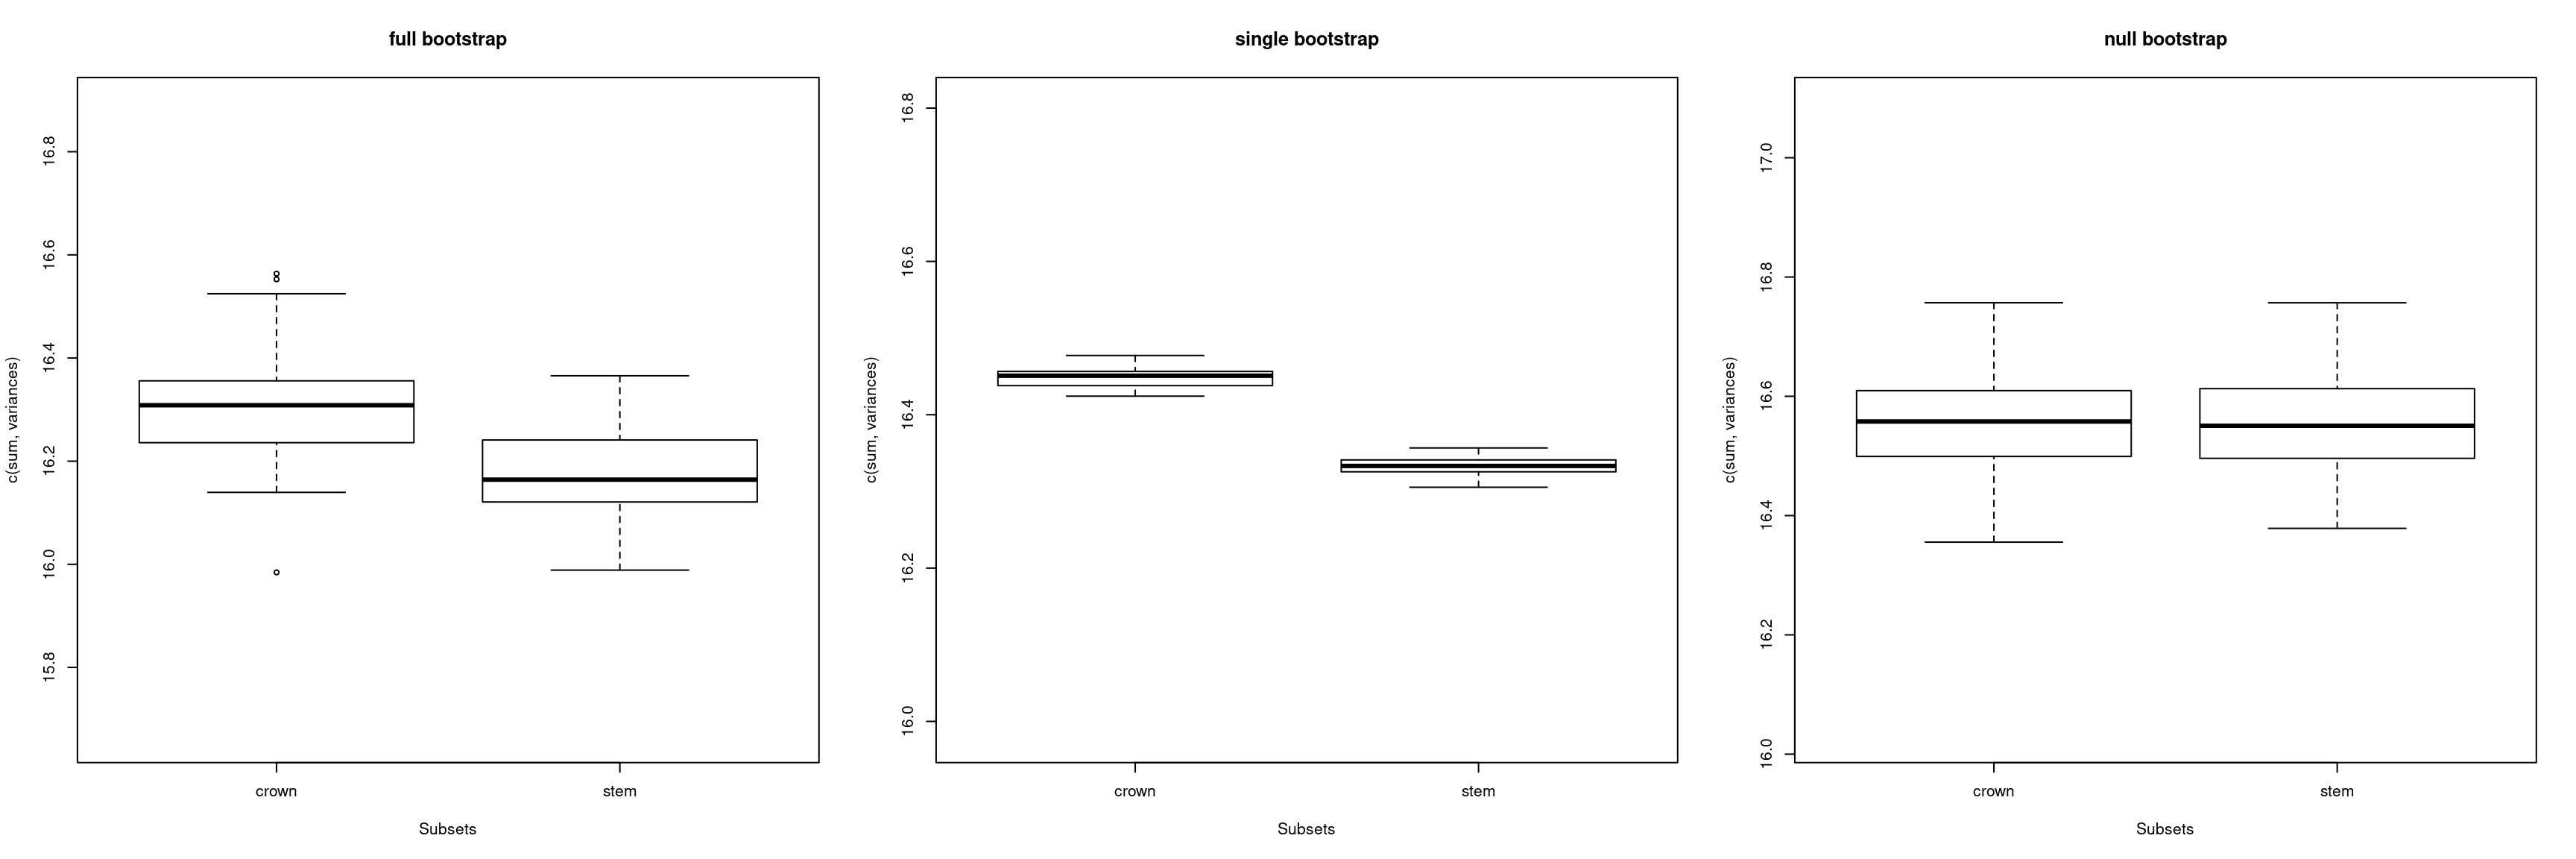 full bootstrap
c(sum, variances)
16.8
16.6
16.4
16.2
16.0
15.8
crown
stem
Subsets
single bootstrap
c(sum, variances)
16.8
16.6
16.4
16.2
16.0
crown
stem
Subsets
null bootstrap
c(sum, variances)
17.0
16.8
16.6
16.4
16.2
16.0
crown
stem
Subsets